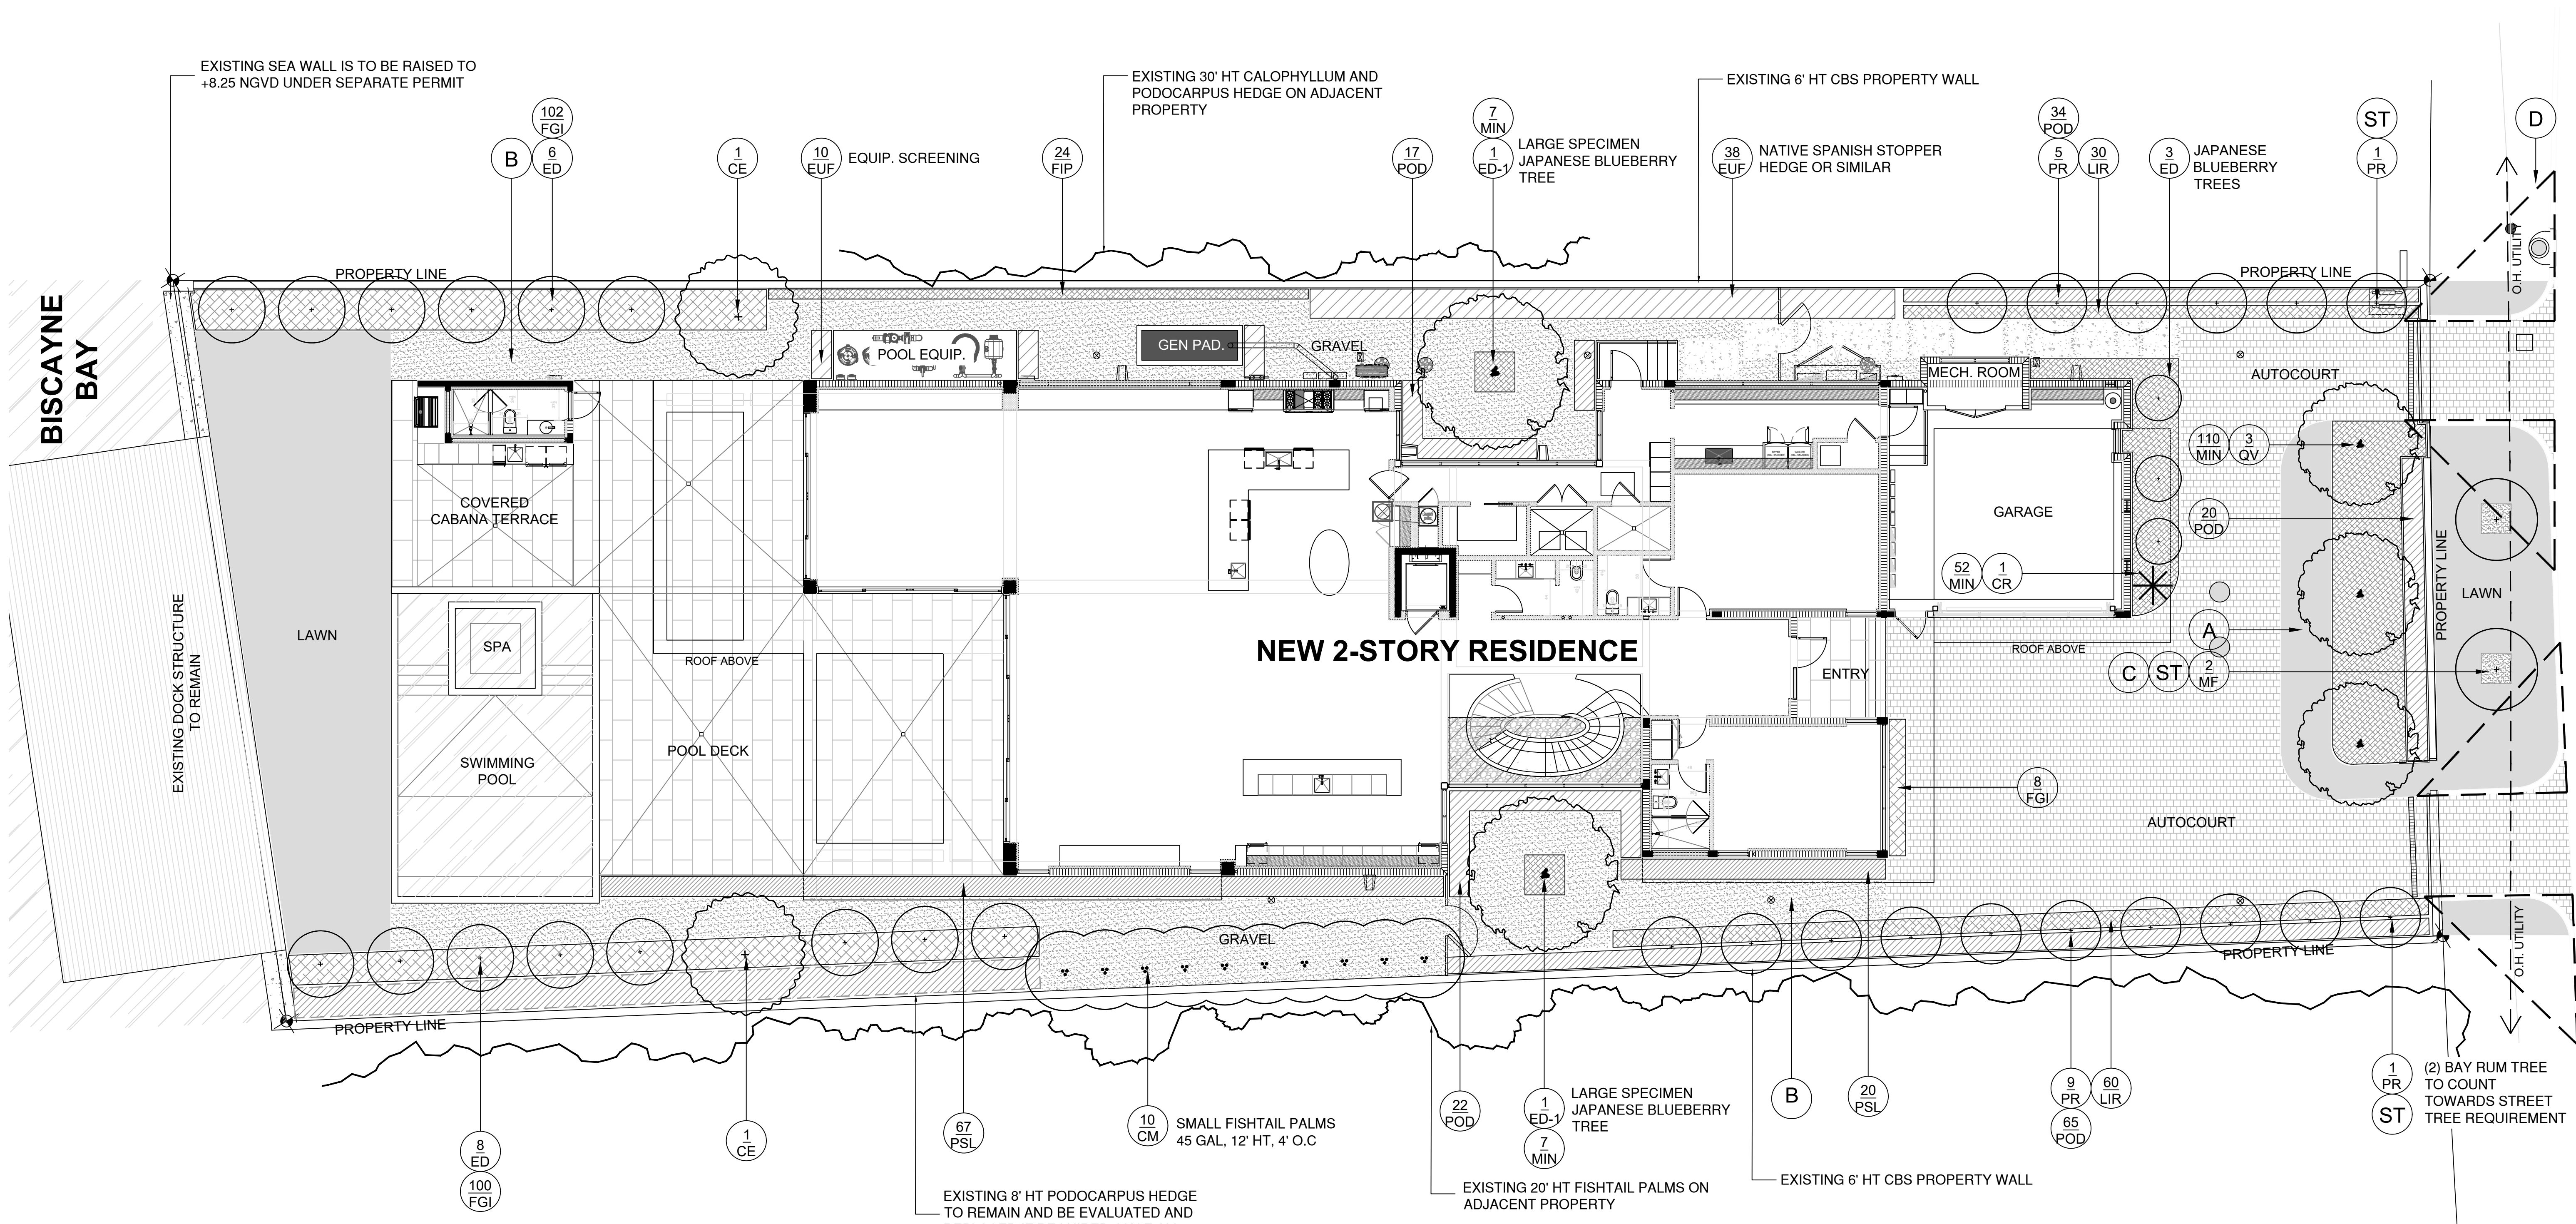 EXISTING SEA WALL IS TO BE RAISED TO
+8.25 NGVD UNDER SEPARATE PERMIT
EXISTING 30' HT CALOPHYLLUM AND
PODOCARPUS HEDGE ON ADJACENT
PROPERTY
EXISTING 6' HT CBS PROPERTY WALL
102
FGI
B
6
ED
1
CE
10
EUF
EQUIP. SCREENING
24
FIP
17
POD
7
MIN
1
ED-1
LARGE SPECIMEN
JAPANESE BLUEBERRY
TREE
38
EUF
NATIVE SPANISH STOPPER
HEDGE OR SIMILAR
34
POD
5
PR
30
LIR
3
ED
JAPANESE
BLUEBERRY
TREES
ST
1
PR
D
O.H. UTILITY
PROPERTY LINE
PROPERTY LINE
BISCAYNE
BAY
POOL EQUIP.
GEN PAD.
GRAVEL
MECH. ROOM
AUTOCOURT
110
MIN
3
QV
COVERED
CABANA TERRACE
GARAGE
20
POD
52
MIN
1
CR
PROPERTY LINE
LAWN
EXISTING DOCK STRUCTURE
TO REMAIN
LAWN
SPA
ROOF ABOVE
NEW 2-STORY RESIDENCE
ENTRY
ROOF ABOVE
A
C
ST
2
MF
SWIMMING
POOL
POOL DECK
8
FGI
AUTOCOURT
GRAVEL
PROPERTY LINE
O.H. UTILITY
PROPERTY LINE
8
ED
100
FGI
1
CE
67
PSL
10
CM
SMALL FISHTAIL PALMS
45 GAL, 12' HT, 4' O.C
22
POD
1
ED-1
7
MIN
LARGE SPECIMEN
JAPANESE BLUEBERRY
TREE
B
20
PSL
9
PR
65
POD
60
LIR
1
PR
ST
(2) BAY RUM TREE
TO COUNT
TOWARDS STREET
TREE REQUIREMENT
EXISTING 8' HT PODOCARPUS HEDGE
TO REMAIN AND BE EVALUATED AND
EXISTING 20' HT FISHTAIL PALMS ON
ADJACENT PROPERTY
EXISTING 6' HT CBS PROPERTY WALL